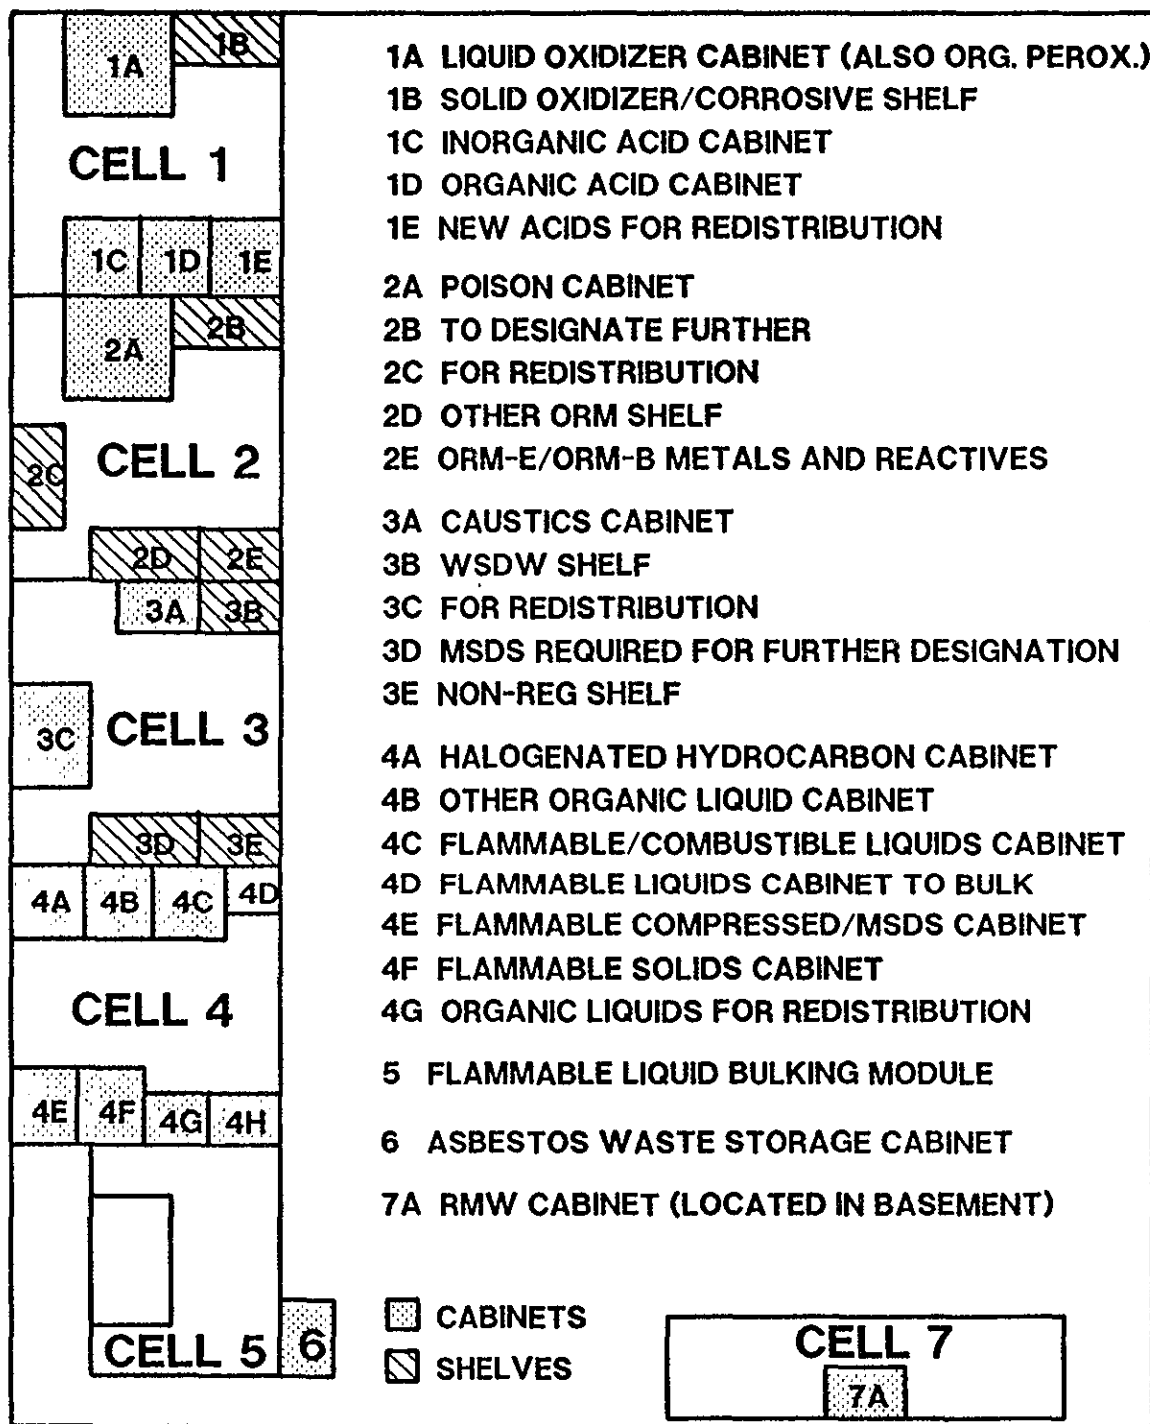 1A
1B
CELL 1
1C 1D 1E
2A
2B
2C
CELL 2
2D 2E
3A 3B
3C
CELL 3
3D 3E
4A 4B 4C 4D
CELL 4
4E 4F 4G 4H
CELL 5
6
1A LIQUID OXIDIZER CABINET (ALSO ORG. PEROX.)
1B SOLID OXIDIZER/CORROSIVE SHELF
1C INORGANIC ACID CABINET
1D ORGANIC ACID CABINET
1E NEW ACIDS FOR REDISTRIBUTION
2A POISON CABINET
2B TO DESIGNATE FURTHER
2C FOR REDISTRIBUTION
2D OTHER ORM SHELF
2E ORM-E/ORM-B METALS AND REACTIVES
3A CAUSTICS CABINET
3B WSDW SHELF
3C FOR REDISTRIBUTION
3D MSDS REQUIRED FOR FURTHER DESIGNATION
3E NON-REG SHELF
4A HALOGENATED HYDROCARBON CABINET
4B OTHER ORGANIC LIQUID CABINET
4C FLAMMABLE/COMBUSTIBLE LIQUIDS CABINET
4D FLAMMABLE LIQUIDS CABINET TO BULK
4E FLAMMABLE COMPRESSED/MSDS CABINET
4F FLAMMABLE SOLIDS CABINET
4G ORGANIC LIQUIDS FOR REDISTRIBUTION
5 FLAMMABLE LIQUID BULKING MODULE
6 ASBESTOS WASTE STORAGE CABINET
7A RMW CABINET (LOCATED IN BASEMENT)
CABINETS
SHELVES
CELL 7
7A